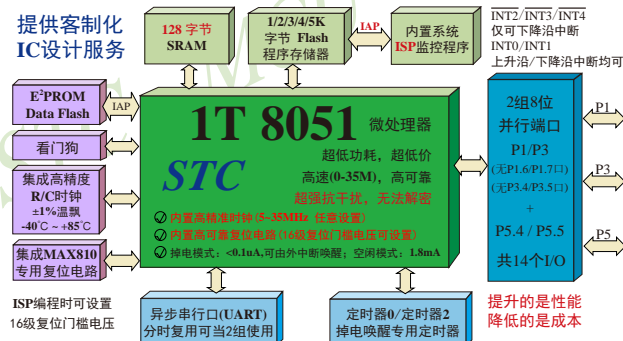 提供客制化
IC设计服务
128 字节
SRAM
1/2/3/4/5K
字节 Flash
程序存储器
IAP
内置系统
ISP监控程序
INT2/INT3/INT4
仅可下降沿中断
INT0/INT1
上升沿/下降沿中断均可
E²PROM
Data Flash
IAP
看门狗
集成高精度
R/C时钟
±1%温飘
-40℃ ~ +85℃
集成MAX810
专用复位电路
ISP编程时可设置
16级复位门槛电压
1T 8051 微处理器
STC
超低功耗，超低价
高速(0-35M)，高可靠
超强抗干扰，无法解密
内置高精准时钟(5~35MHz 任意设置)
内置高可靠复位电路(16级复位门槛电压可设置)
掉电模式：<0.1uA,可由外中断唤醒；空闲模式：1.8mA
2组8位
并行端口
P1/P3
(无P1.6/P1.7口)
(无P3.4/P3.5口)
+
P5.4 / P5.5
共14个I/O
P1
P3
P5
异步串行口(UART)
分时复用可当2组使用
定时器0/定时器2
掉电唤醒专用定时器
提升的是性能
降低的是成本